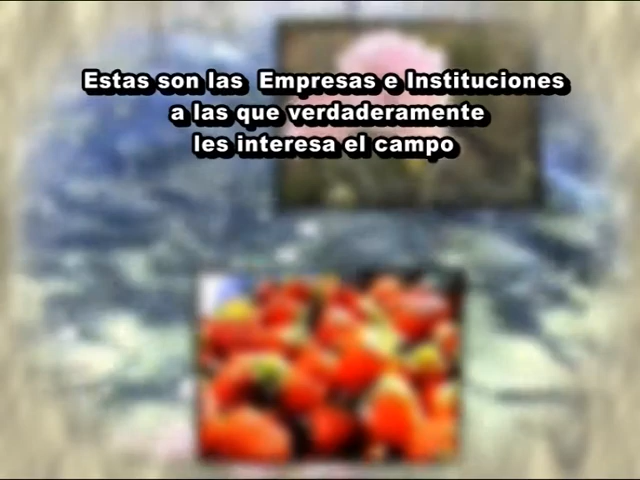 Estas son las Empresas e Instituciones
a las que verdaderamente
les interesa el campo